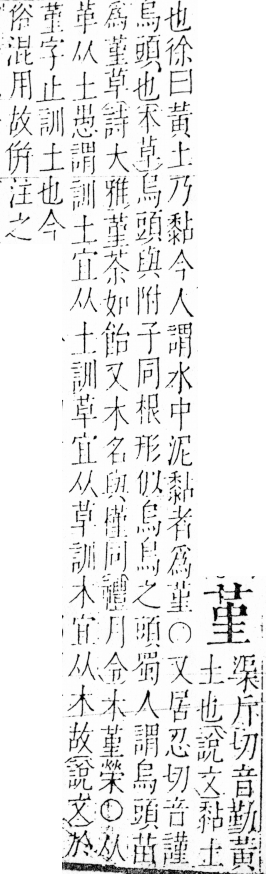 堇
渠斤切音勤黃
土也說文黏土
也徐曰黃土乃黏今人謂水中泥黏者爲堇○又居忍切音謹
烏頭也本草烏頭與附子同根形似烏鳥之頭蜀人謂烏頭苗
爲堇草詩大雅堇荼如飴又木名與槿同禮月令木堇榮○从
革从土愚謂訓土宜从土訓草宜从草訓木宜从木故說文於
堇字止訓土也今
俗混用故併注之